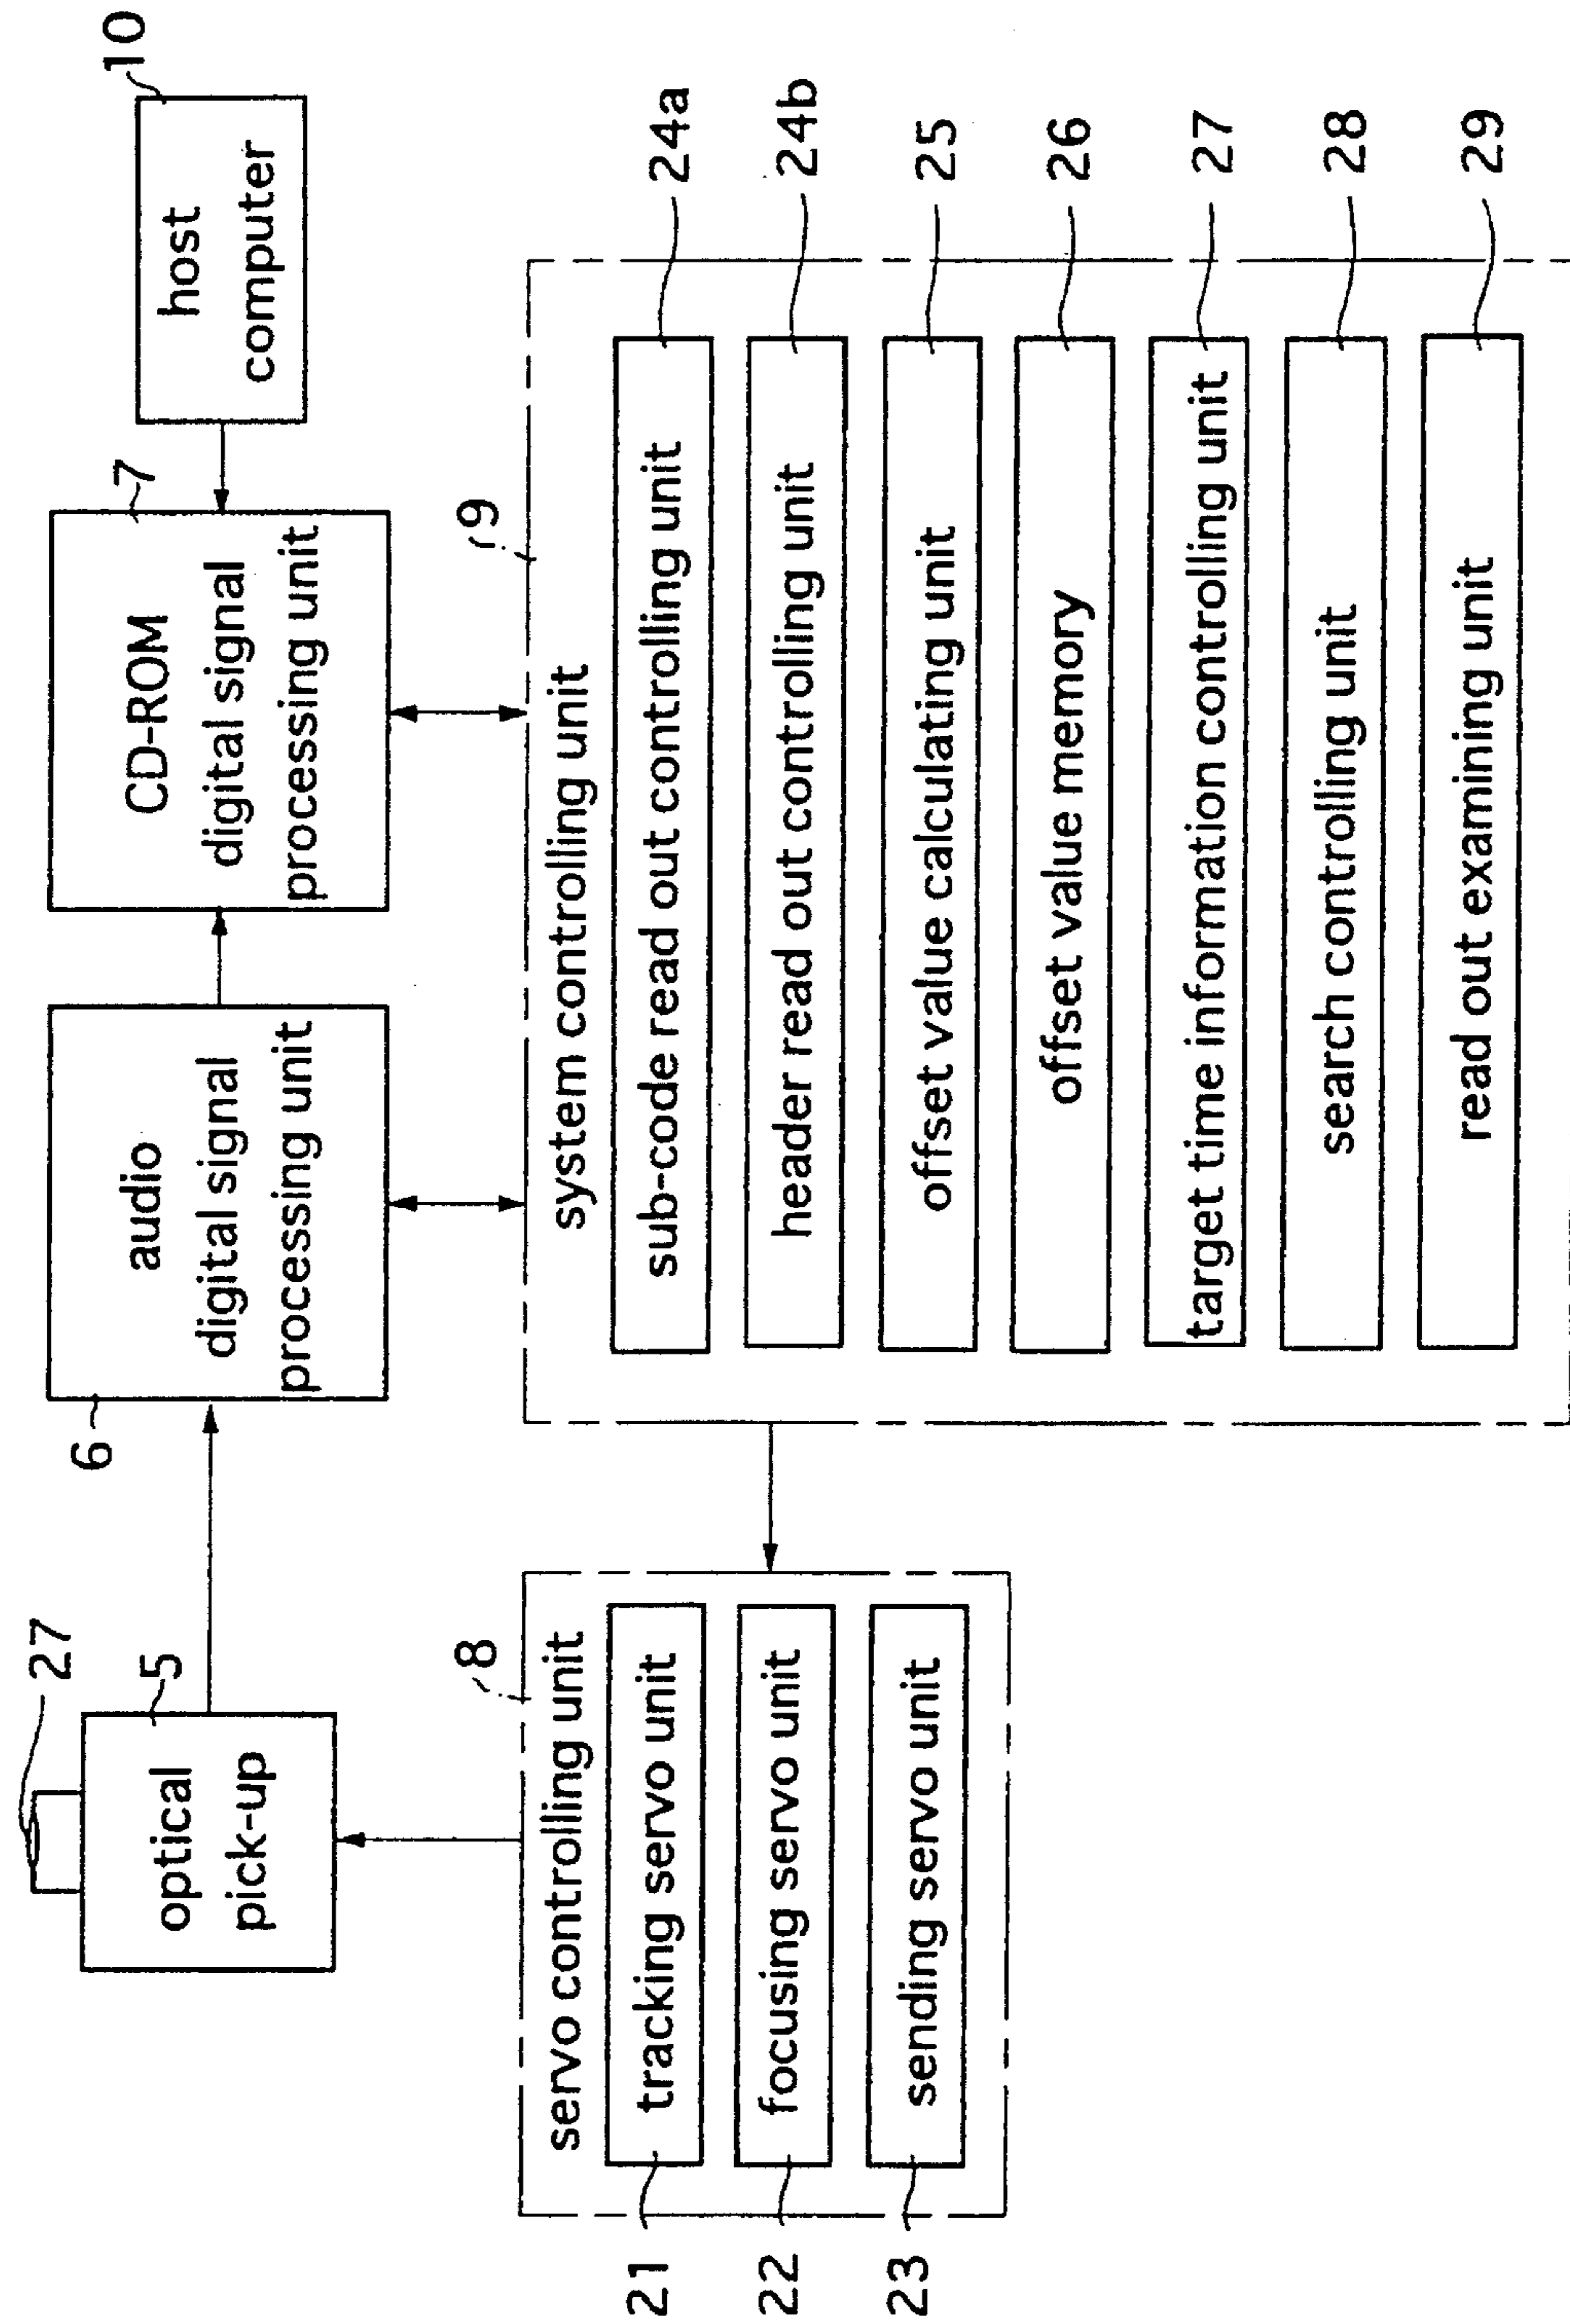 27
5
optical
pick-up
6
audio
digital signal
processing unit
7
CD-ROM
digital signal
processing unit
10
host
computer
8
servo controlling unit
21
tracking servo unit
22
focusing servo unit
23
sending servo unit
9
system controlling unit
sub-code read out controlling unit
24a
header read out controlling unit
24b
offset value calculating unit
25
offset value memory
26
target time information controlling unit
27
search controlling unit
28
read out examining unit
29